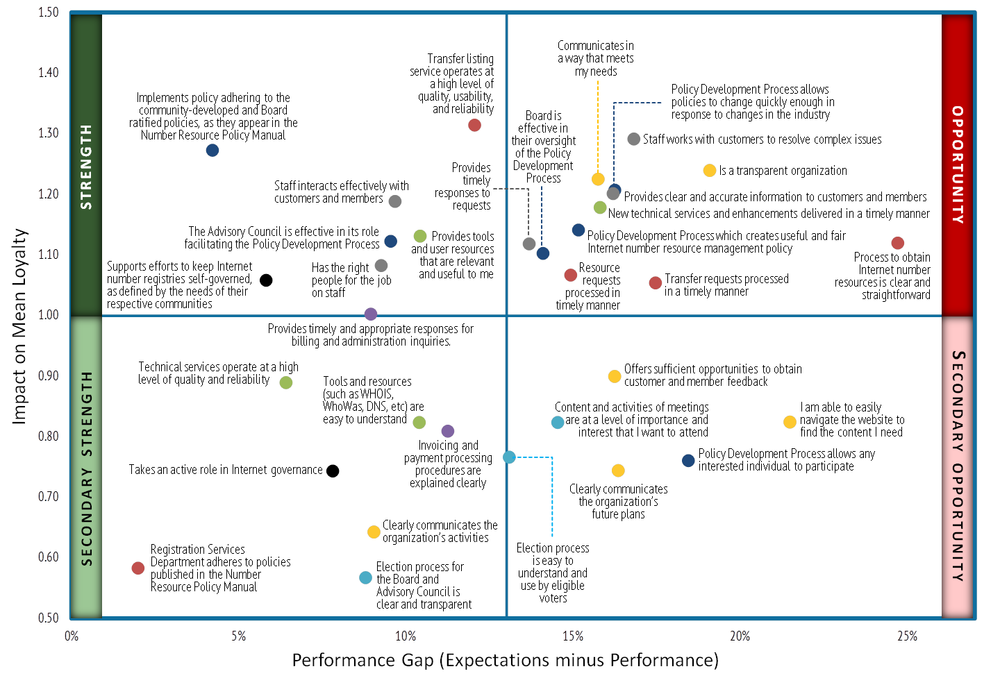 1.50
1.40
1.30
1.20
1.10
1.00
0.90
0.80
0.70
0.60
0.50
Impact on Mean Loyalty
STRENGTH
SECONDARY STRENGTH
OPPORTUNITY
SECONDARY OPPORTUNITY
Implements policy adhering to the
community-developed and Board
ratified policies, as they appear in the
Number Resource Policy Manual
Transfer listing
service operates at
a high level of
quality, usability,
and reliability
Staff interacts effectively with
customers and members
The Advisory Council is effective in its role
facilitating the Policy Development Process
Supports efforts to keep Internet
number registries self-governed,
as defined by the needs of their
respective communities
Has the right
people for the job
on staff
Provides tools
and user resources
that are relevant
and useful to me
Provides
timely
responses to
requests
Board is
effective in
their oversight
of the Policy
Development
Process
Communicates in
a way that meets
my needs
Policy Development Process allows
policies to change quickly enough in
response to changes in the industry
Staff works with customers to resolve complex issues
Is a transparent organization
Provides clear and accurate information to customers and members
New technical services and enhancements delivered in a timely manner
Policy Development Process which creates useful and fair
Internet number resource management policy
Resource
requests
processed in
timely manner
Transfer requests processed
in a timely manner
Process to obtain
Internet number
resources is clear and
straightforward
Provides timely and appropriate responses for
billing and administration inquiries.
Technical services operate at a high
level of quality and reliability
Tools and resources
(such as WHOIS,
WhoWas, DNS, etc) are
easy to understand
Invoicing and
payment processing
procedures are
explained clearly
Takes an active role in Internet governance
Clearly communicates the
organization's activities
Registration Services
Department adheres to policies
published in the Number
Resource Policy Manual
Election process for
the Board and
Advisory Council is
clear and transparent
Offers sufficient opportunities to obtain
customer and member feedback
Content and activities of meetings
are at a level of importance and
interest that I want to attend
I am able to easily
navigate the website to
find the content I need
Policy Development Process allows any
interested individual to participate
Clearly communicates
the organization's
future plans
Election process
is easy to
understand and
use by eligible
voters
0%
5%
10%
15%
20%
25%
Performance Gap (Expectations minus Performance)